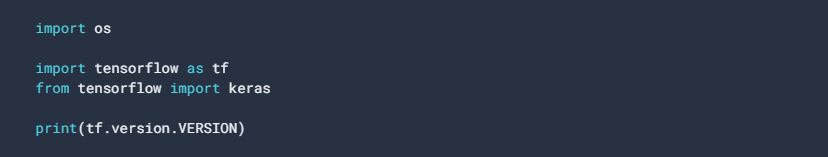 import os
import tensorflow as tf
from tensorflow import keras
print(tf.version.VERSION)